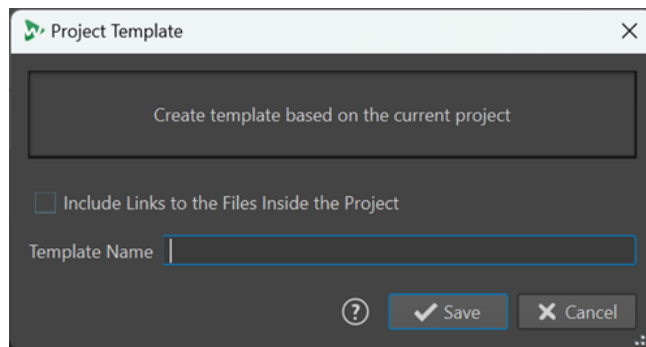 Project Template
Create template based on the current project
Include Links to the Files Inside the Project
Template Name
? Save Cancel